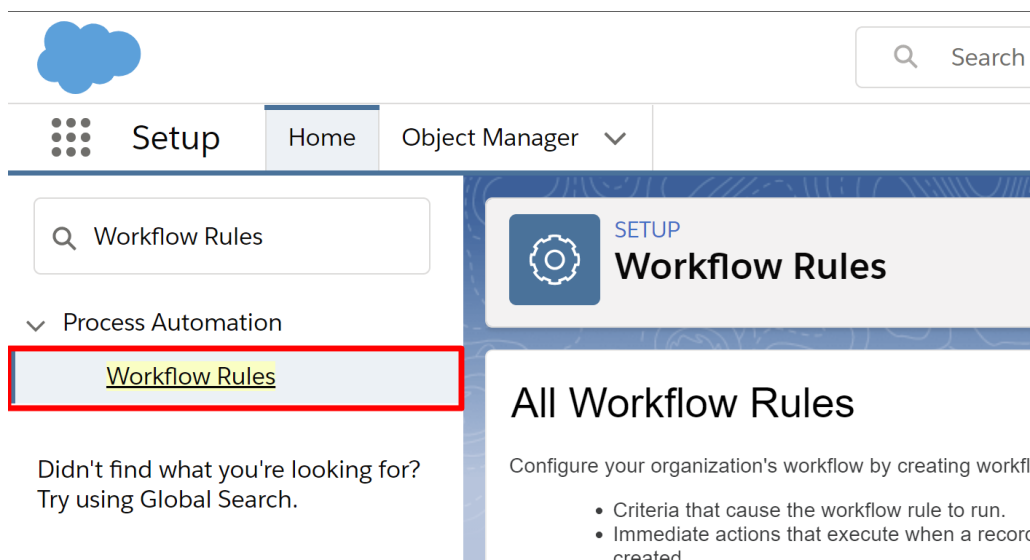 Search
Setup
Home
Object Manager
Workflow Rules
Process Automation
Workflow Rules
Didn't find what you're looking for?
Try using Global Search.
SETUP
Workflow Rules
All Workflow Rules
Configure your organization's workflow by creating
Criteria that cause the workflow rule to run.
Immediate actions that execute when a record
created